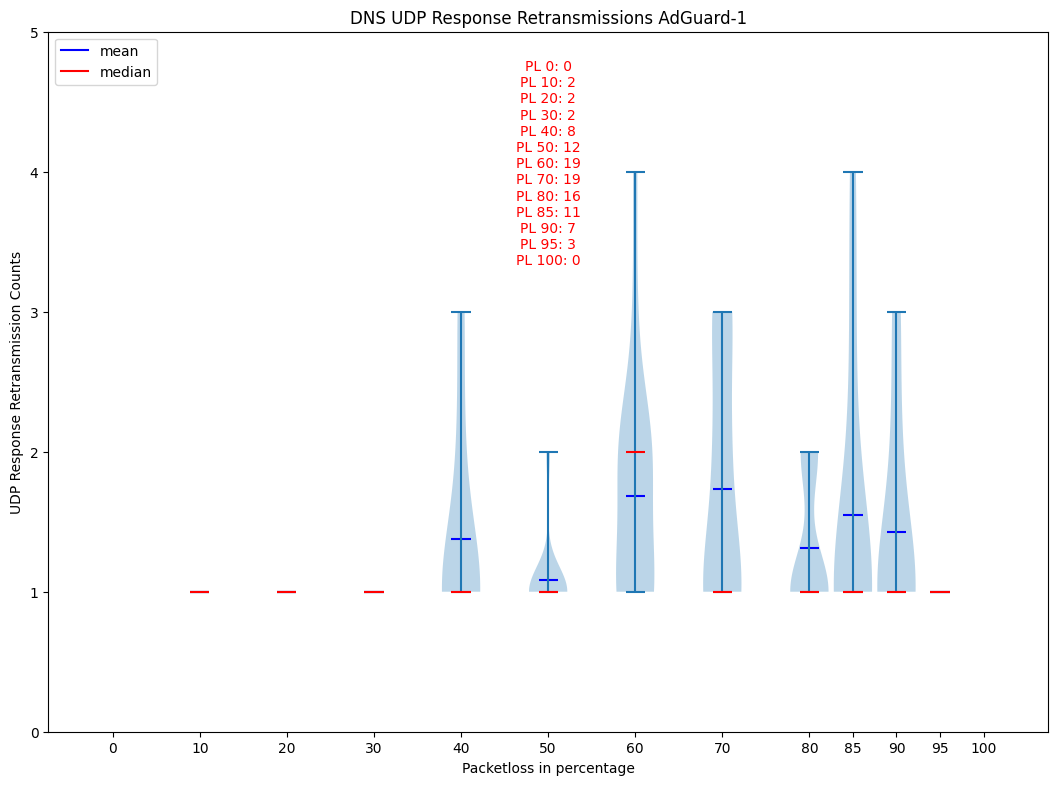 DNS UDP Response Retransmissions AdGuard-1
mean
median
PL 0: 0
PL 10: 2
PL 20: 2
PL 30: 2
PL 40: 8
PL 50: 12
PL 60: 19
PL 70: 19
PL 80: 16
PL 85: 11
PL 90: 7
PL 95: 3
PL 100: 0
UDP Response Retransmission Counts
5
4
3
2
1
0
0 10 20 30 40 50 60 70 80 85 90 95 100
Packetloss in percentage